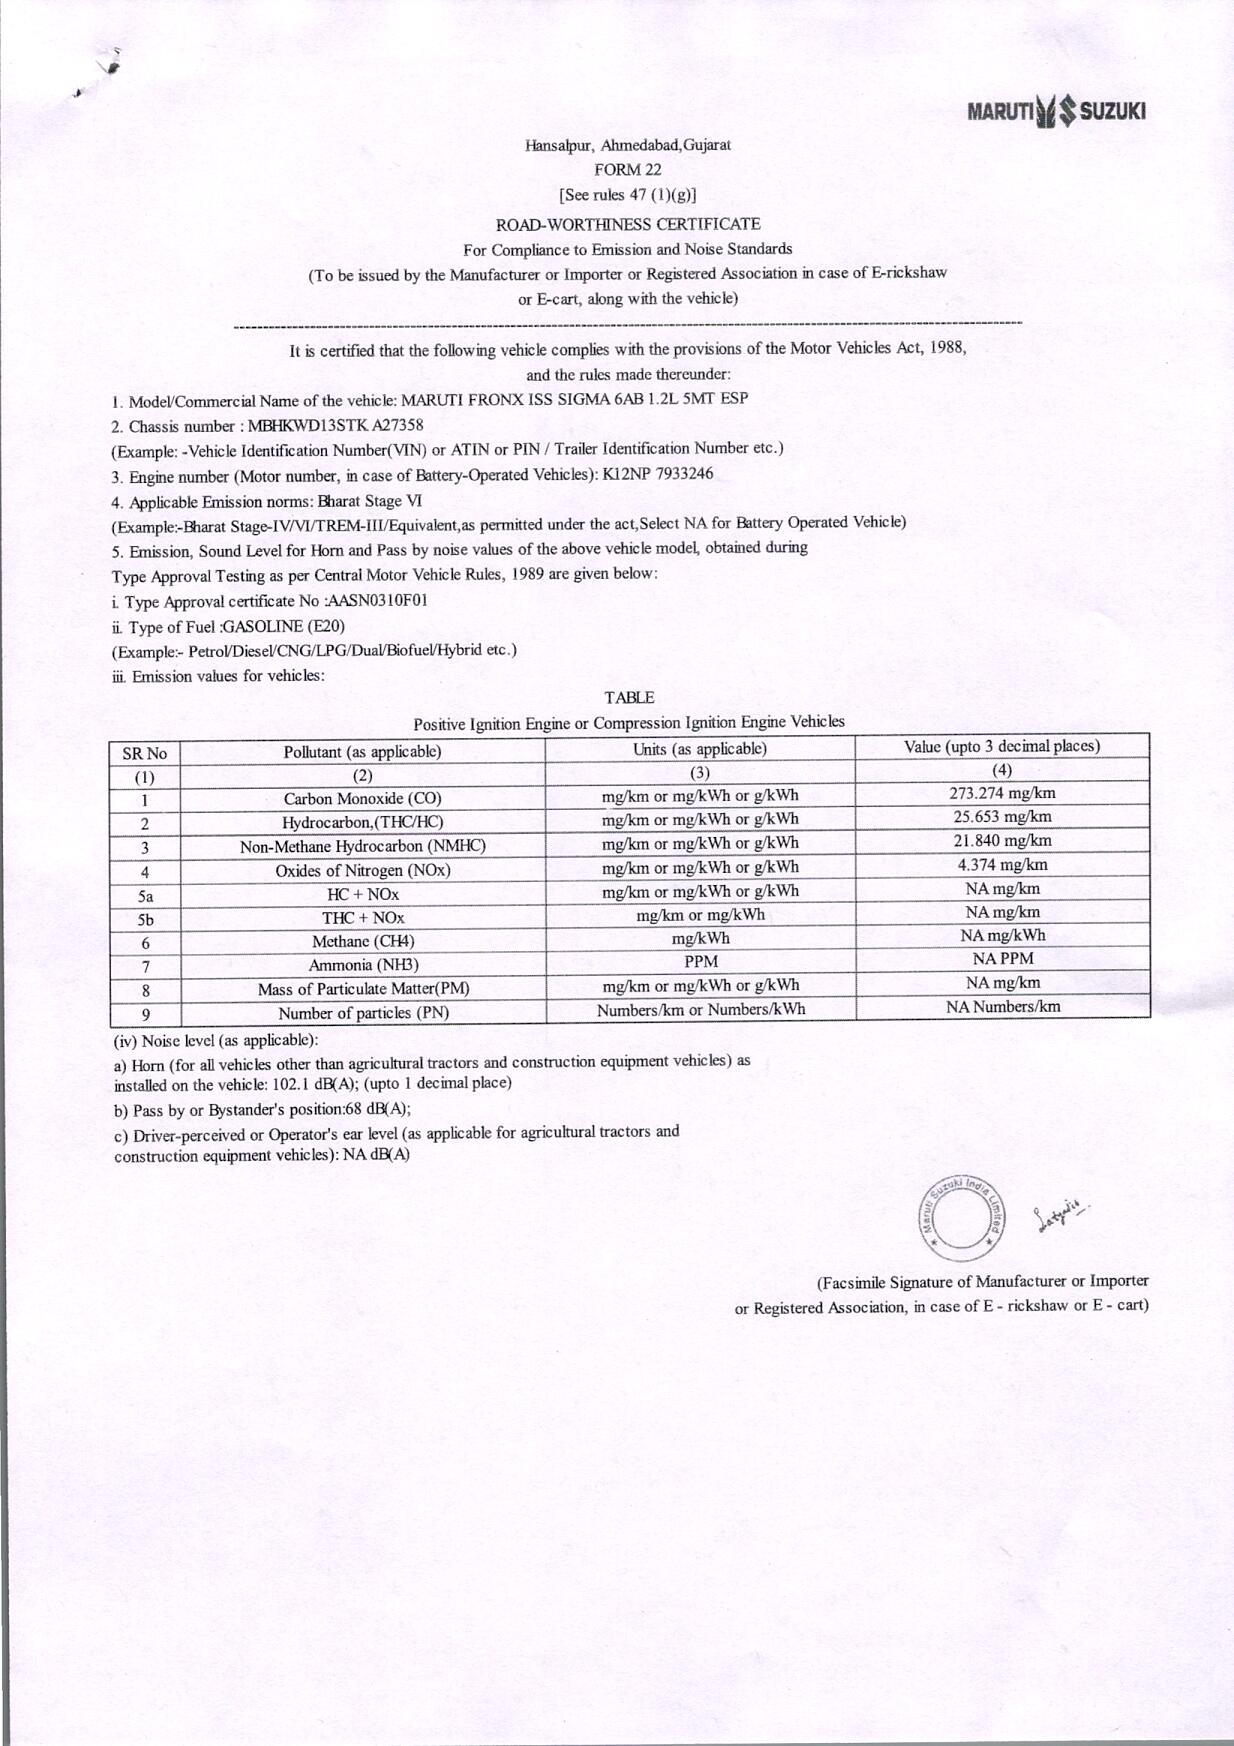 MARUTI SUZUKI
Hansalpur, Ahmedabad,Gujarat
FORM 22
[See rules 47 (1)(g)]
ROAD-WORTHINESS CERTIFICATE
For Compliance to Emission and Noise Standards
(To be issued by the Manufacturer or Importer or Registered Association in case of E-rickshaw
or E-cart, along with the vehicle)
It is certified that the following vehicle complies with the provisions of the Motor Vehicles Act, 1988,
and the rules made thereunder:
1. Model/Commercial Name of the vehicle: MARUTI FRONX ISS SIGMA 6AB 1.2L 5MT ESP
2. Chassis number : MBHKWD13STK A27358
(Example: -Vehicle Identification Number(VIN) or ATIN or PIN / Trailer Identification Number etc.)
3. Engine number (Motor number, in case of Battery-Operated Vehicles): K12NP 7933246
4. Applicable Emission norms: Bharat Stage VI
(Example:-Bharat Stage-IV/VI/TREM-III/Equivalent,as permitted under the act,Select NA for Battery Operated Vehicle)
5. Emission, Sound Level for Horn and Pass by noise values of the above vehicle model, obtained during
Type Approval Testing as per Central Motor Vehicle Rules, 1989 are given below:
i. Type Approval certificate No :AASN0310F01
ii. Type of Fuel :GASOLINE (E20)
(Example:- Petrol/Diesel/CNG/LPG/Dual/Biofuel/Hybrid etc.)
iii. Emission values for vehicles:
TABLE
Positive Ignition Engine or Compression Ignition Engine Vehicles
SR No Pollutant (as applicable) Units (as applicable) Value (upto 3 decimal places)
(1) (2) (3) (4)
1 Carbon Monoxide (CO) mg/km or mg/kWh or g/kWh 273.274 mg/km
2 Hydrocarbon,(THC/HC) mg/km or mg/kWh or g/kWh 25.653 mg/km
3 Non-Methane Hydrocarbon (NMHC) mg/km or mg/kWh or g/kWh 21.840 mg/km
4 Oxides of Nitrogen (NOx) mg/km or mg/kWh or g/kWh 4.374 mg/km
5a HC + NOx mg/km or mg/kWh or g/kWh NA mg/km
5b THC + NOx mg/km or mg/kWh NA mg/km
6 Methane (CH4) mg/kWh NA mg/kWh
7 Ammonia (NH3) PPM NA PPM
8 Mass of Particulate Matter(PM) mg/km or mg/kWh or g/kWh NA mg/km
9 Number of particles (PN) Numbers/km or Numbers/kWh NA Numbers/km
(iv) Noise level (as applicable):
a) Horn (for all vehicles other than agricultural tractors and construction equipment vehicles) as
installed on the vehicle: 102.1 dB(A); (upto 1 decimal place)
b) Pass by or Bystander's position:68 dB(A);
c) Driver-perceived or Operator's ear level (as applicable for agricultural tractors and
construction equipment vehicles): NA dB(A)
Maruti Suzuki India Limited
(Facsimile Signature of Manufacturer or Importer
or Registered Association, in case of E - rickshaw or E - cart)